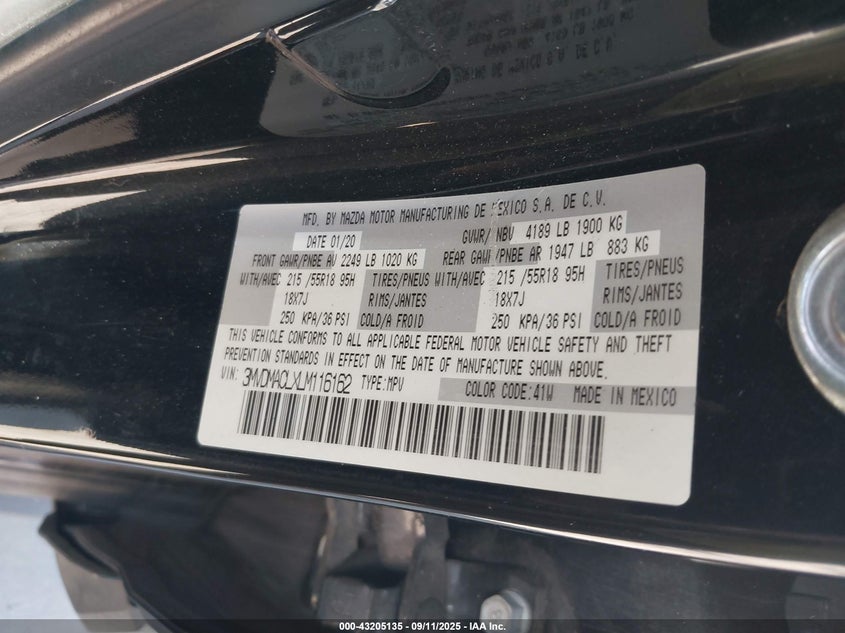 MFD. BY MAZDA MOTOR MANUFACTURING DE MEXICO S.A. DE C.V.
DATE 01/20 GVWR/PNBV 4189 LB 1900 KG
FRONT GAWR/PNBE AV 2249 LB 1020 KG REAR GAWR/PNBE AR 1947 LB 883 KG
WITH/AVEC 215 /55R18 95H TIRES/PNEUS WITH/AVEC 215 /55R18 95H TIRES/PNEUS
18X7J RIMS/JANTES 18X7J RIMS/JANTES
250 KPA/36 PSI COLD/A FROID 250 KPA/36 PSI COLD/A FROID
THIS VEHICLE CONFORMS TO ALL APPLICABLE FEDERAL MOTOR VEHICLE SAFETY AND THEFT
PREVENTION STANDARDS IN EFFECT ON THE DATE OF MANUFACTURE SHOWN ABOVE.
VIN: 3MVDMACLXLM116162 TYPE:MPV COLOR CODE:41W MADE IN MEXICO
000-43205135 - 09/11/2025 - IAAI.COM